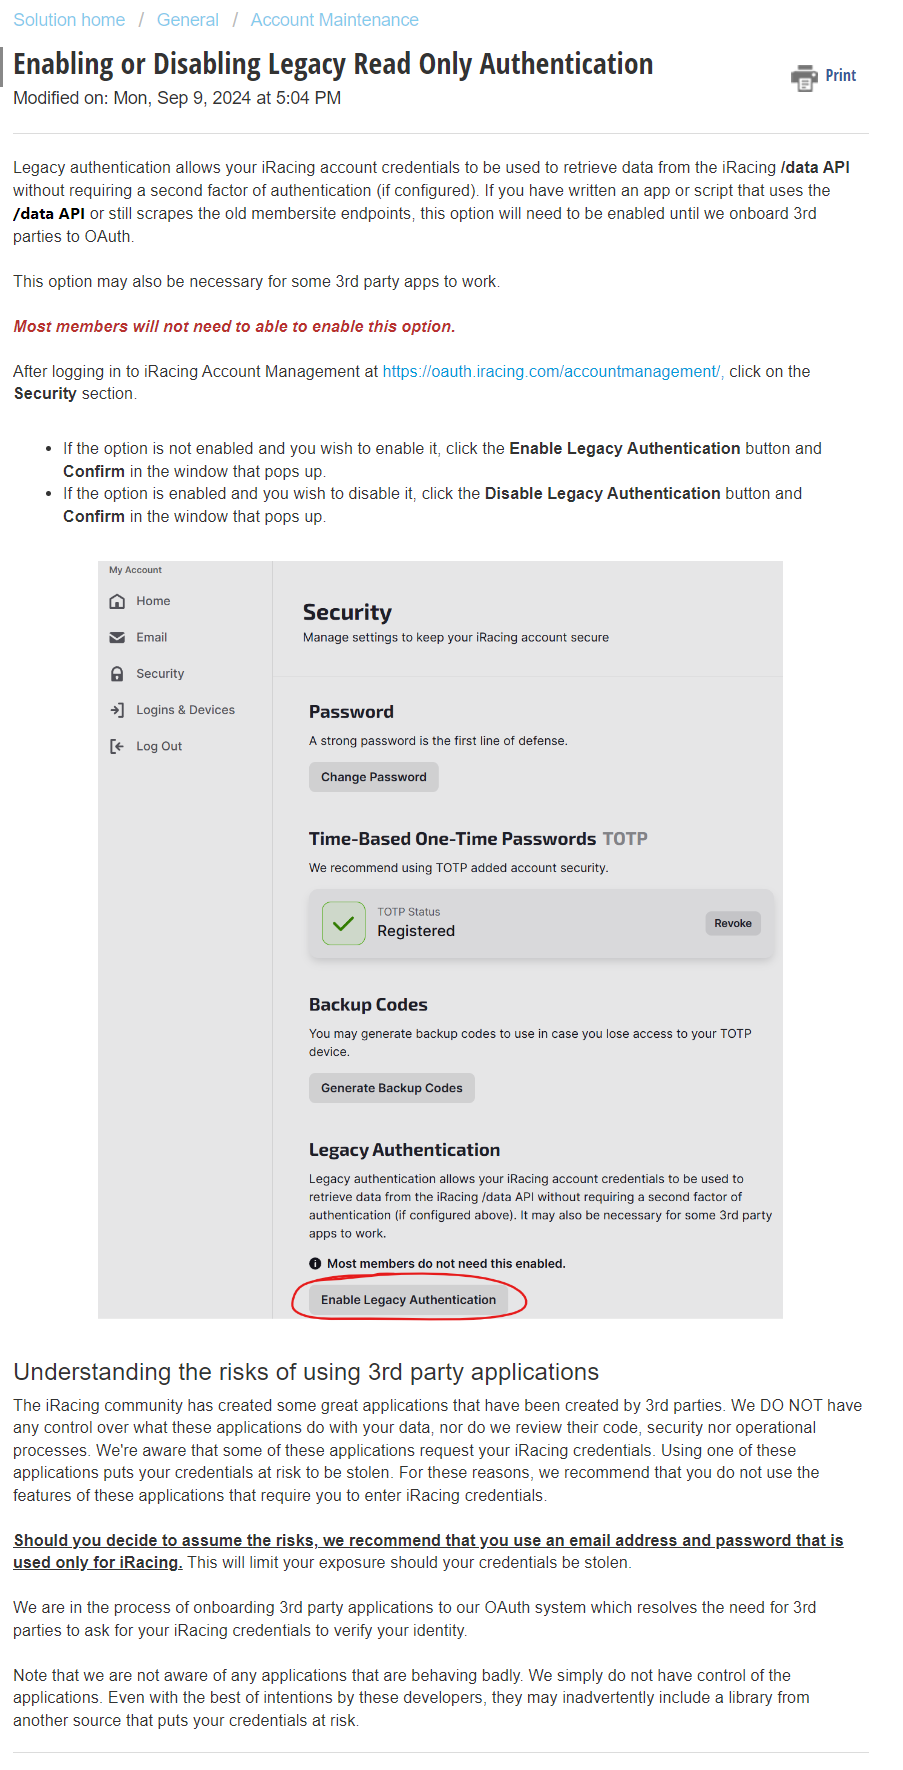 Solution home / General / Account Maintenance
Enabling or Disabling Legacy Read Only Authentication
Print
Modified on: Mon, Sep 9, 2024 at 5:04 PM
Legacy authentication allows your iRacing account credentials to be used to retrieve data from the iRacing /data API
without requiring a second factor of authentication (if configured). If you have written an app or script that uses the
/data API or still scrapes the old membersite endpoints, this option will need to be enabled until we onboard 3rd
parties to OAuth.
This option may also be necessary for some 3rd party apps to work.
Most members will not need to able to enable this option.
After logging in to iRacing Account Management at https://oauth.iracing.com/accountmanagement/, click on the
Security section.
• If the option is not enabled and you wish to enable it, click the Enable Legacy Authentication button and
Confirm in the window that pops up.
• If the option is enabled and you wish to disable it, click the Disable Legacy Authentication button and
Confirm in the window that pops up.
My Account
Home
Email
Security
Logins & Devices
Log Out
Security
Manage settings to keep your iRacing account secure
Password
A strong password is the first line of defense.
Change Password
Time-Based One-Time Passwords TOTP
We recommend using TOTP added account security.
TOTP Status
Registered
Revoke
Backup Codes
You may generate backup codes to use in case you lose access to your TOTP
device.
Generate Backup Codes
Legacy Authentication
Legacy authentication allows your iRacing account credentials to be used to
retrieve data from the iRacing /data API without requiring a second factor of
authentication (if configured above). It may also be necessary for some 3rd party
apps to work.
Most members do not need this enabled.
Enable Legacy Authentication
Understanding the risks of using 3rd party applications
The iRacing community has created some great applications that have been created by 3rd parties. We DO NOT have
any control over what these applications do with your data, nor do we review their code, security nor operational
processes. We're aware that some of these applications request your iRacing credentials. Using one of these
applications puts your credentials at risk to be stolen. For these reasons, we recommend that you do not use the
features of these applications that require you to enter iRacing credentials.
Should you decide to assume the risks, we recommend that you use an email address and password that is
used only for iRacing. This will limit your exposure should your credentials be stolen.
We are in the process of onboarding 3rd party applications to our OAuth system which resolves the need for 3rd
parties to ask for your iRacing credentials to verify your identity.
Note that we are not aware of any applications that are behaving badly. We simply do not have control of the
applications. Even with the best of intentions by these developers, they may inadvertently include a library from
another source that puts your credentials at risk.